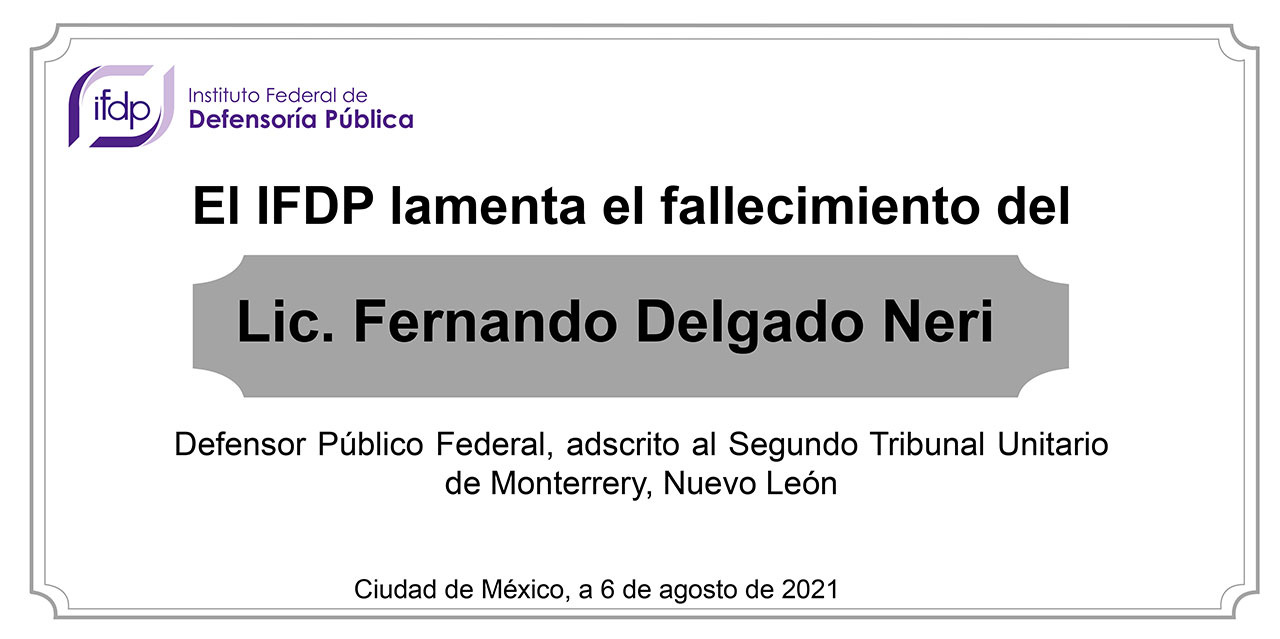 ifdp
Instituto Federal de
Defensoría Pública
El IFDP lamenta el fallecimiento del
Lic. Fernando Delgado Neri
Defensor Público Federal, adscrito al Segundo Tribunal Unitario
de Monterrery, Nuevo León
Ciudad de México, a 6 de agosto de 2021